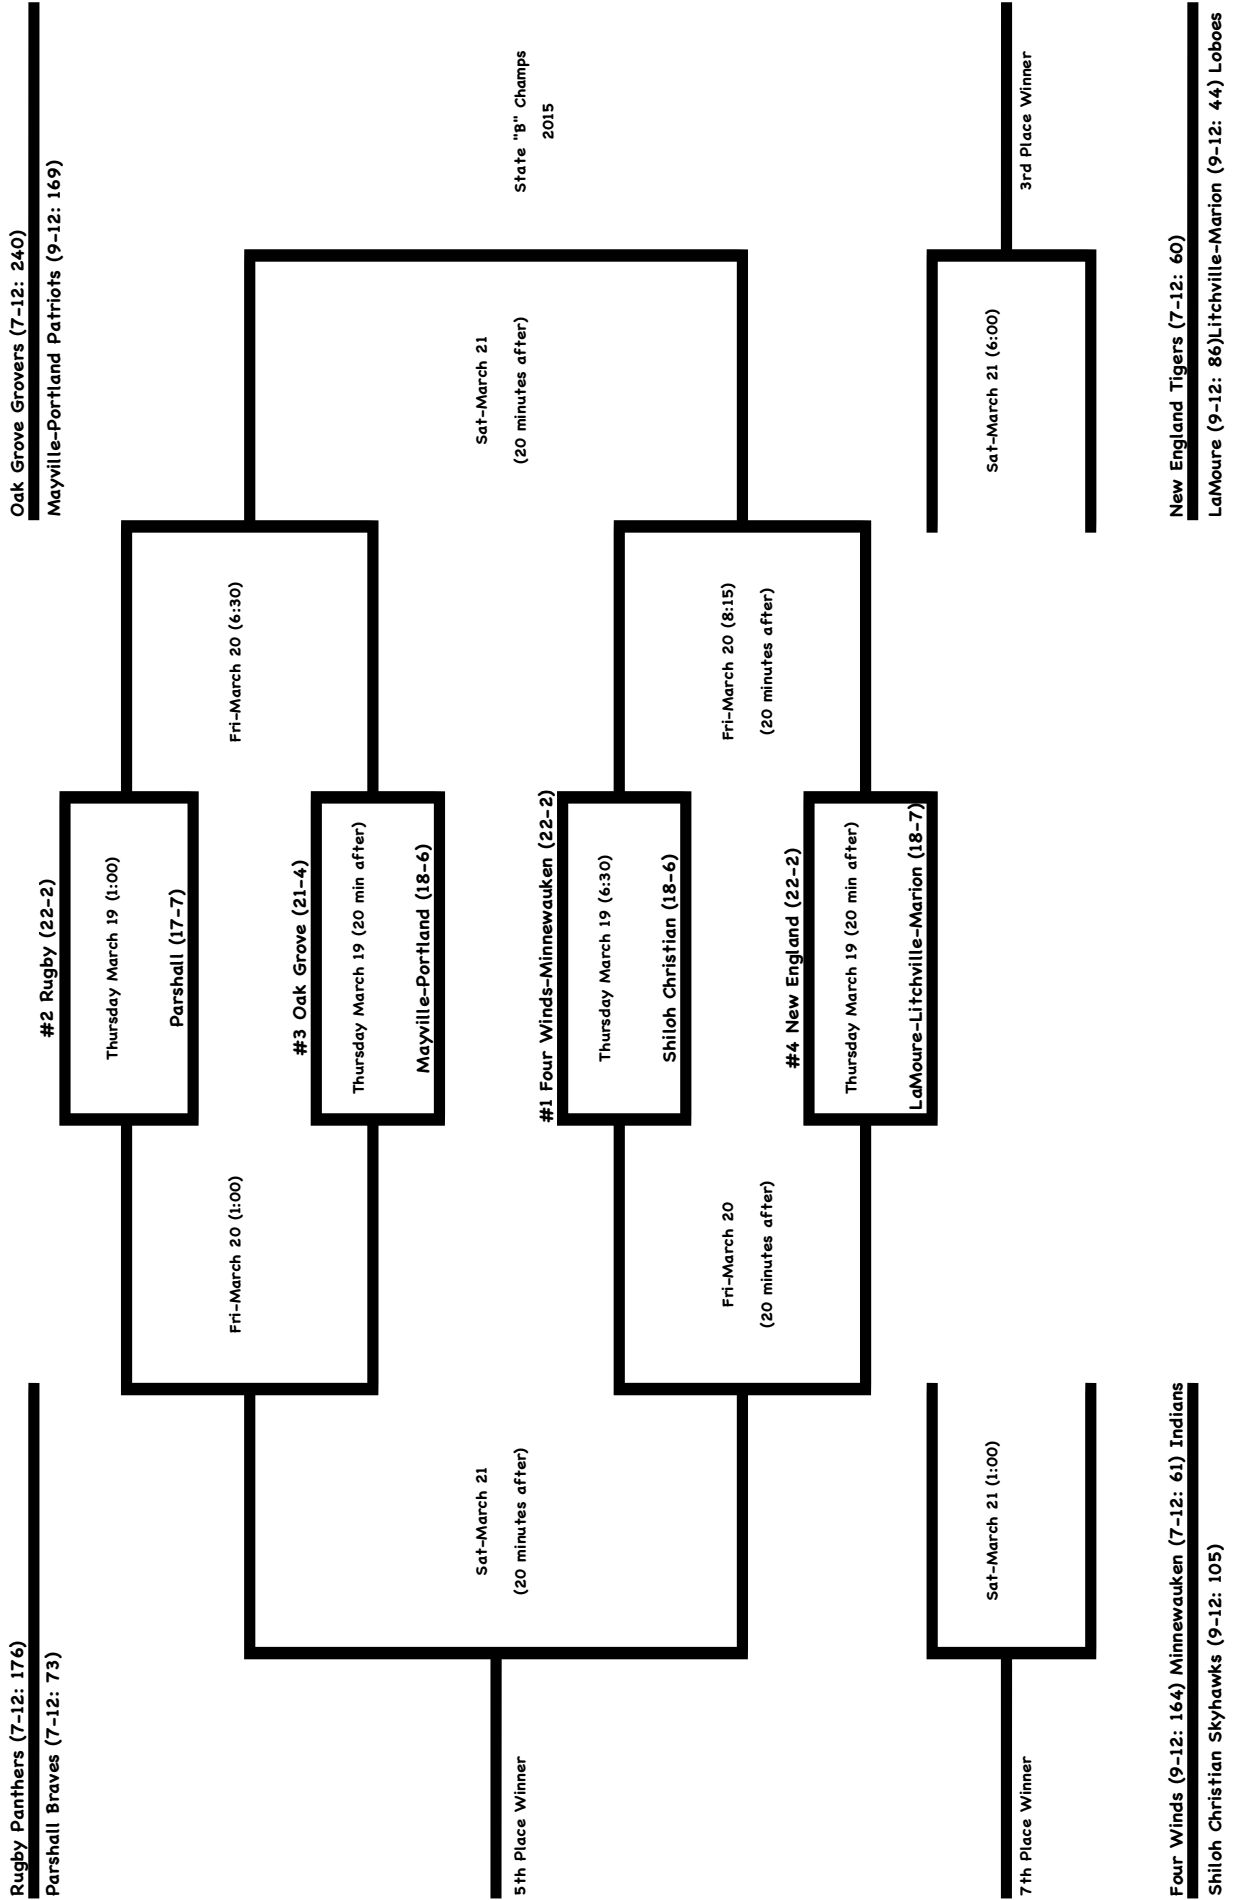 Rugby Panthers (7-12: 176)
Parshall Braves (7-12: 73)
Oak Grove Grovers (7-12: 240)
Mayville-Portland Patriots (9-12: 169)
#2 Rugby (22-2)
Thursday March 19 (1:00)
Parshall (17-7)
Fri-March 20 (1:00)
Fri-March 20 (6:30)
#3 Oak Grove (21-4)
Thursday March 19 (20 min after)
Mayville-Portland (18-6)
Sat-March 21
(20 minutes after)
Sat-March 21
(20 minutes after)
5th Place Winner
State "B" Champs
2015
#1 Four Winds-Minnewauken (22-2)
Thursday March 19 (6:30)
Shiloh Christian (18-6)
Fri-March 20
(20 minutes after)
Fri-March 20 (8:15)
(20 minutes after)
#4 New England (22-2)
Thursday March 19 (20 min after)
LaMoure-Litchville-Marion (18-7)
Sat-March 21 (1:00)
Sat-March 21 (6:00)
7th Place Winner
3rd Place Winner
Four Winds (9-12: 164) Minnewauken (7-12: 61) Indians
Shiloh Christian Skyhawks (9-12: 105)
New England Tigers (7-12: 60)
LaMoure (9-12: 86)Litchville-Marion (9-12: 44) Loboes